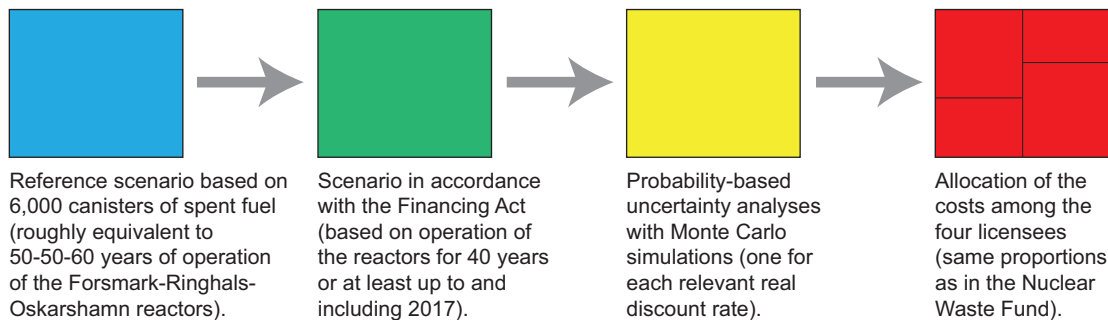 Reference scenario based on
6,000 canisters of spent fuel
(roughly equivalent to
50-50-60 years of operation
of the Forsmark-Ringhals-
Oskarshamn reactors).
Scenario in accordance
with the Financing Act
(based on operation of
the reactors for 40 years
or at least up to and
including 2017).
Probability-based
uncertainty analyses
with Monte Carlo
simulations (one for
each relevant real
discount rate).
Allocation of the
costs among the
four licensees
(same proportions
as in the Nuclear
Waste Fund).